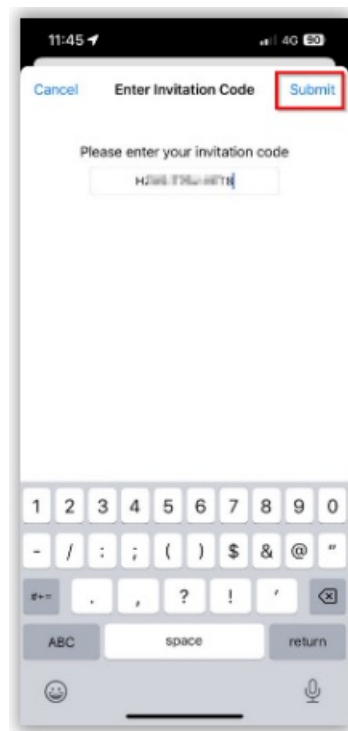 11:45 4G 90
Cancel Enter Invitation Code Submit
Please enter your invitation code
1 2 3 4 5 6 7 8 9 0
- / : ; ( ) $ & @ "
#+= . , ? ! '
ABC space return